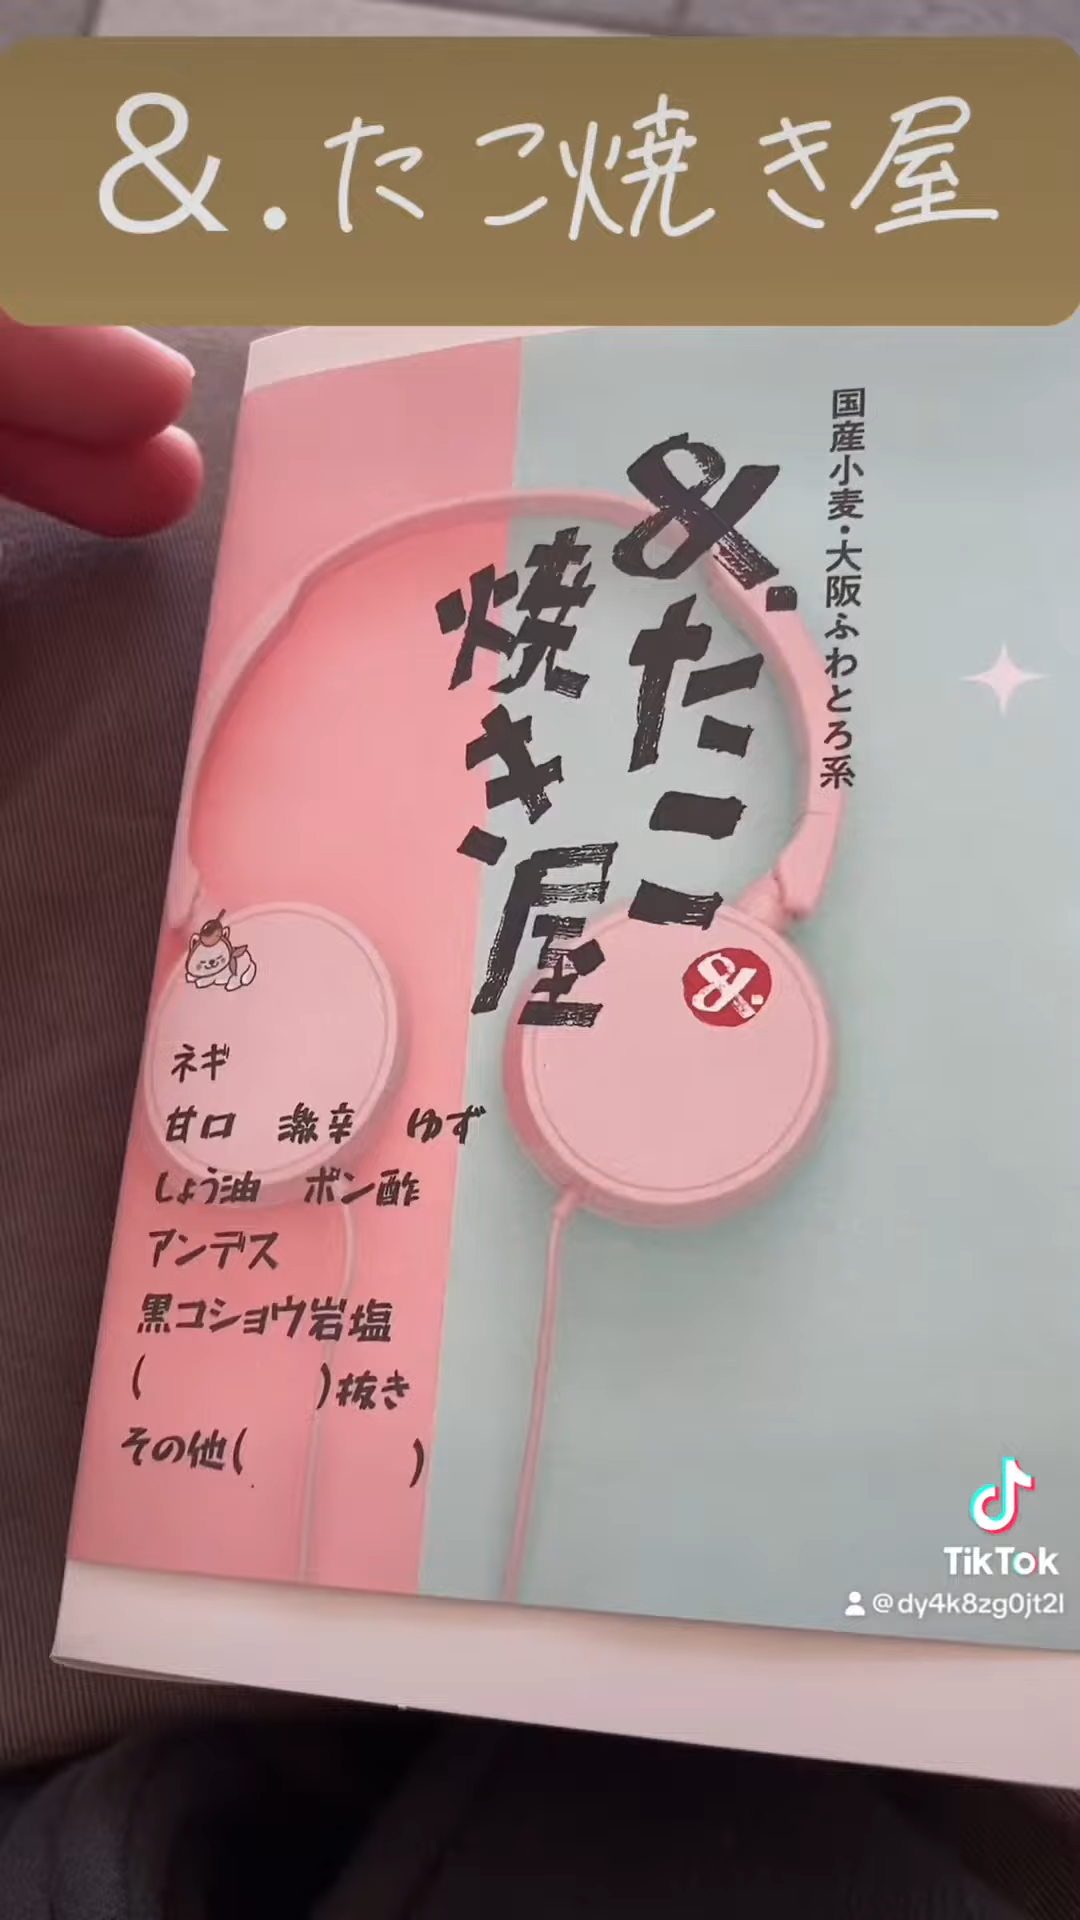 &.たこ焼き屋
国産小麦・大阪ふわとろ系
&.たこ
焼き屋
&.
ネギ
甘口 激辛 ゆず
しょう油 ポン酢
アンデス
黒コショウ岩塩
( )抜き
その他( )
TikTok
@dy4k8zg0jt2l